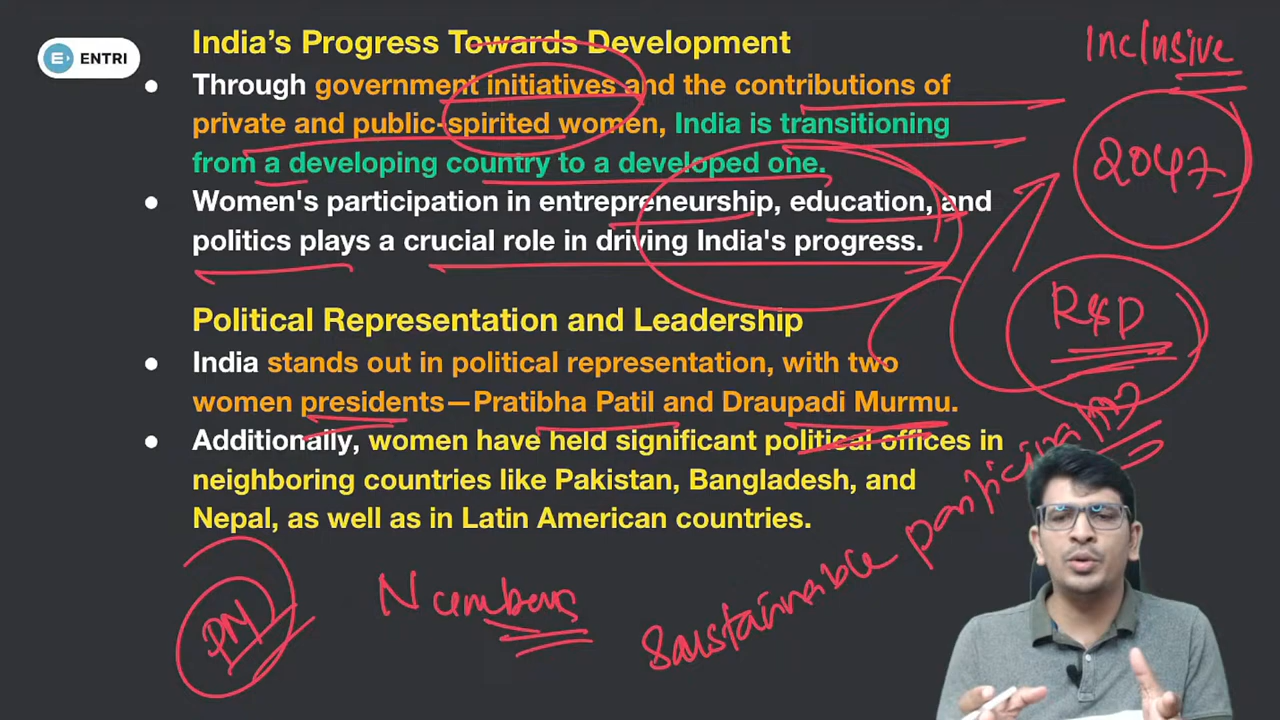 India's Progress Towards Development
Inclusive
ENTRI
Through government initiatives and the contributions of
private and public-spirited women, India is transitioning
from a developing country to a developed one.
2047
Women's participation in entrepreneurship, education, and
politics plays a crucial role in driving India's progress.
R&D
Political Representation and Leadership
India stands out in political representation, with two
women presidents—Pratibha Patil and Draupadi Murmu.
Additionally, women have held significant political offices in
neighboring countries like Pakistan, Bangladesh, and
Nepal, as well as in Latin American countries.
PM
Numbers
Sustainable participation